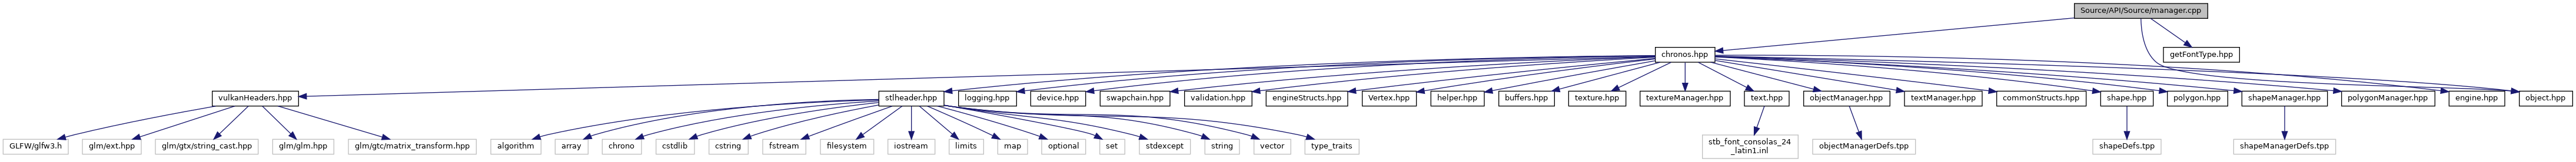 Source/API/Source/manager.cpp
chronos.hpp
getFontType.hpp
vulkanHeaders.hpp
stlheader.hpp
logging.hpp
device.hpp
swapchain.hpp
validation.hpp
engineStructs.hpp
Vertex.hpp
helper.hpp
buffers.hpp
texture.hpp
textureManager.hpp
text.hpp
objectManager.hpp
textManager.hpp
commonStructs.hpp
shape.hpp
polygon.hpp
shapeManager.hpp
polygonManager.hpp
engine.hpp
object.hpp
GLFW/glfw3.h
glm/ext.hpp
glm/gtx/string_cast.hpp
glm/glm.hpp
glm/gtc/matrix_transform.hpp
algorithm
array
chrono
cstdlib
cstring
fstream
filesystem
iostream
limits
map
optional
set
stdexcept
string
vector
type_traits
stb_font_consolas_24
_latin1.inl
objectManagerDefs.tpp
shapeDefs.tpp
shapeManagerDefs.tpp